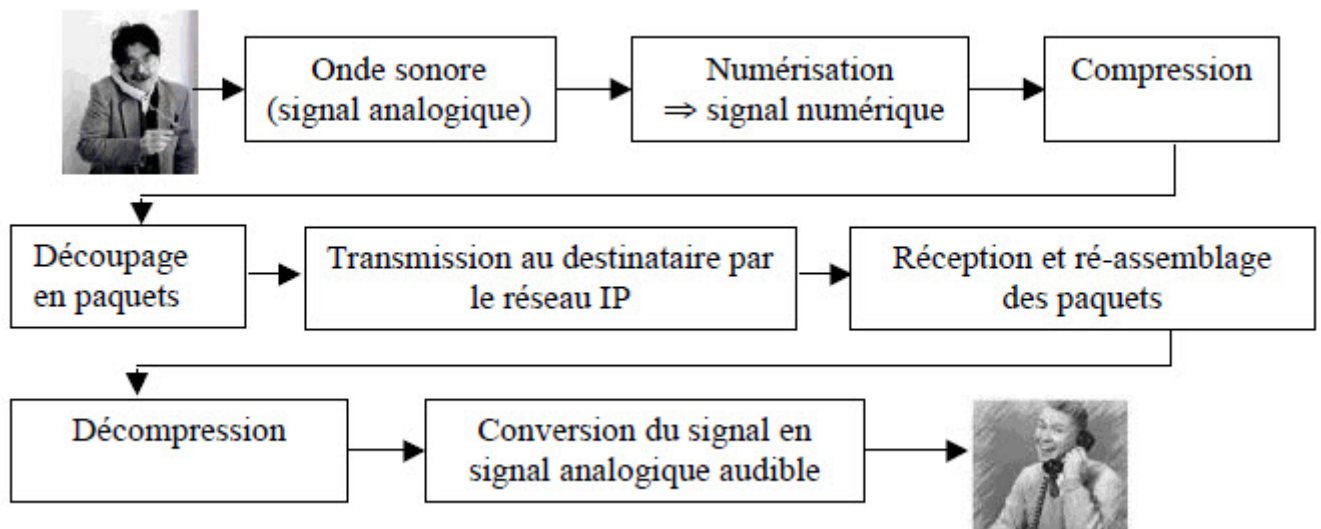 Onde sonore
(signal analogique)
Numérisation
⇒ signal numérique
Compression
Découpage
en paquets
Transmission au destinataire par
le réseau IP
Réception et ré-assemblage
des paquets
Décompression
Conversion du signal en
signal analogique audible